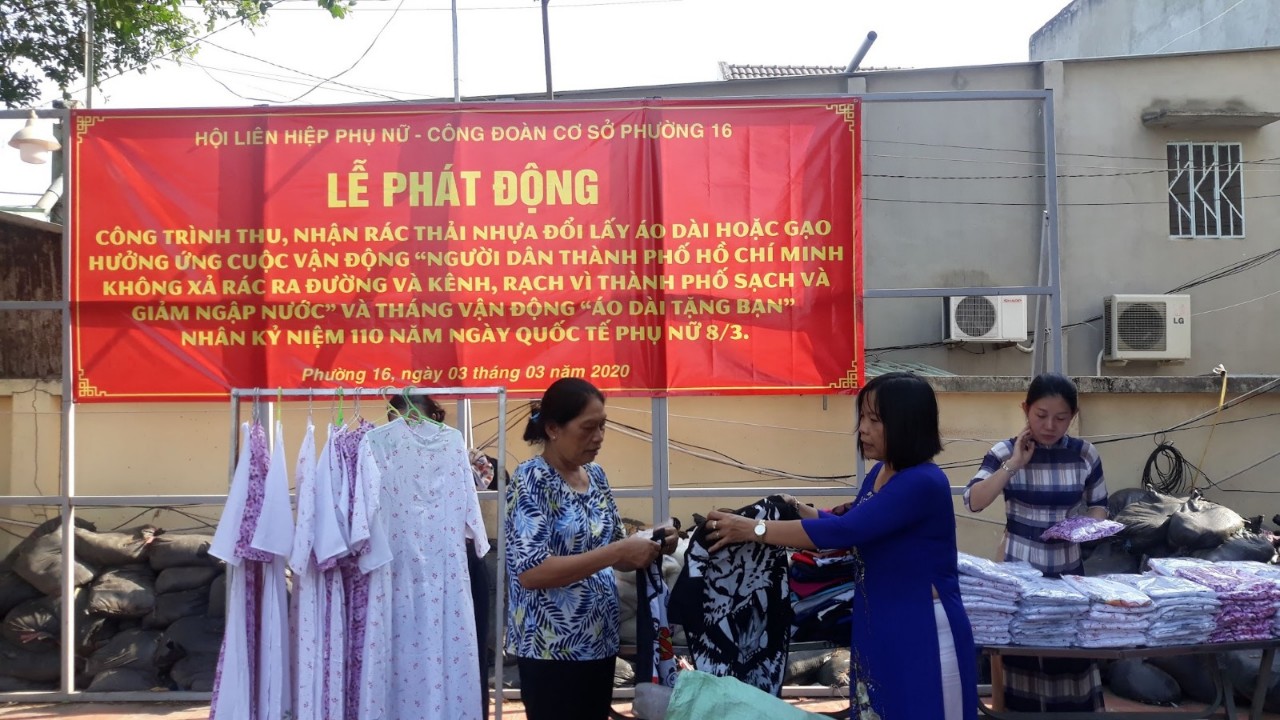 HỘI LIÊN HIỆP PHỤ NỮ - CÔNG ĐOÀN CƠ SỞ PHƯỜNG 16
LỄ PHÁT ĐỘNG
CÔNG TRÌNH THU, NHẬN RÁC THẢI NHỰA ĐỔI LẤY ÁO DÀI HOẶC GẠO
HƯỞNG ỨNG CUỘC VẬN ĐỘNG “NGƯỜI DÂN THÀNH PHỐ HỒ CHÍ MINH
KHÔNG XẢ RÁC RA ĐƯỜNG VÀ KÊNH, RẠCH VÌ THÀNH PHỐ SẠCH VÀ
GIẢM NGẬP NƯỚC” VÀ THÁNG VẬN ĐỘNG “ÁO DÀI TẶNG BẠN”
NHÂN KỶ NIỆM 110 NĂM NGÀY QUỐC TẾ PHỤ NỮ 8/3.
Phường 16, ngày 03 tháng 03 năm 2020
LG